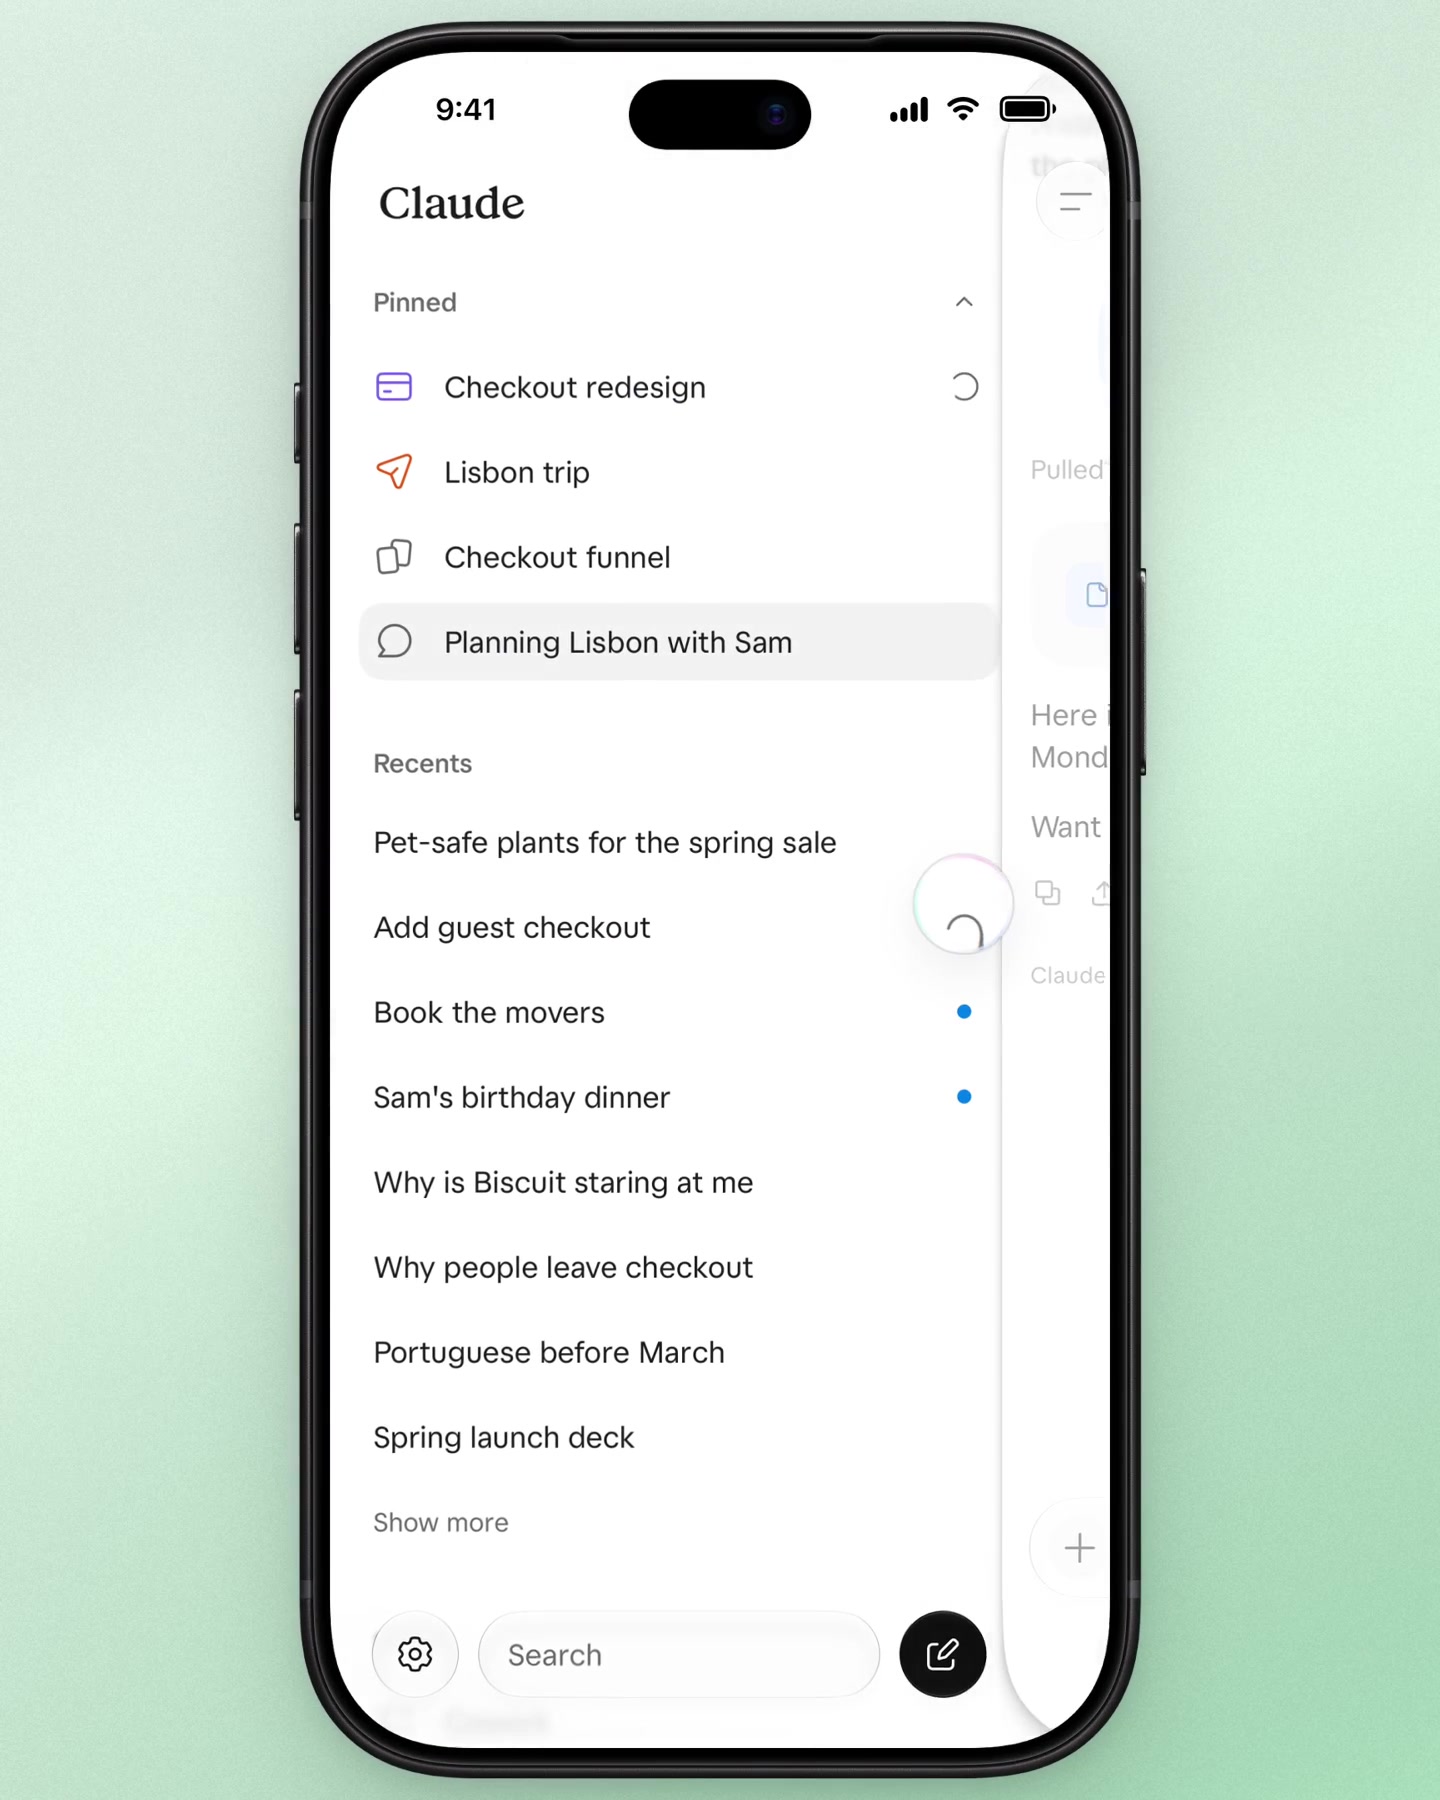 9:41
Claude
Pinned
Checkout redesign
Lisbon trip
Checkout funnel
Planning Lisbon with Sam
Recents
Pet-safe plants for the spring sale
Add guest checkout
Book the movers
Sam's birthday dinner
Why is Biscuit staring at me
Why people leave checkout
Portuguese before March
Spring launch deck
Show more
Search
Pulled
Here
Mond
Want
Claude